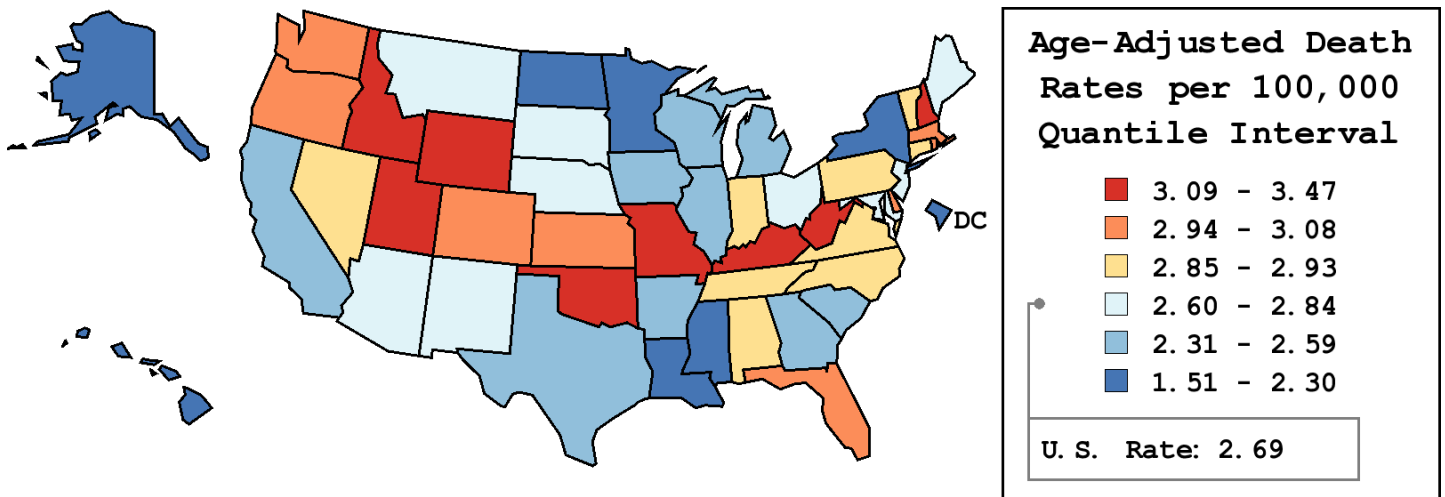 DC
Age-Adjusted Death
Rates per 100,000
Quantile Interval
3.09 - 3.47
2.94 - 3.08
2.85 - 2.93
2.60 - 2.84
2.31 - 2.59
1.51 - 2.30
U.S. Rate: 2.69